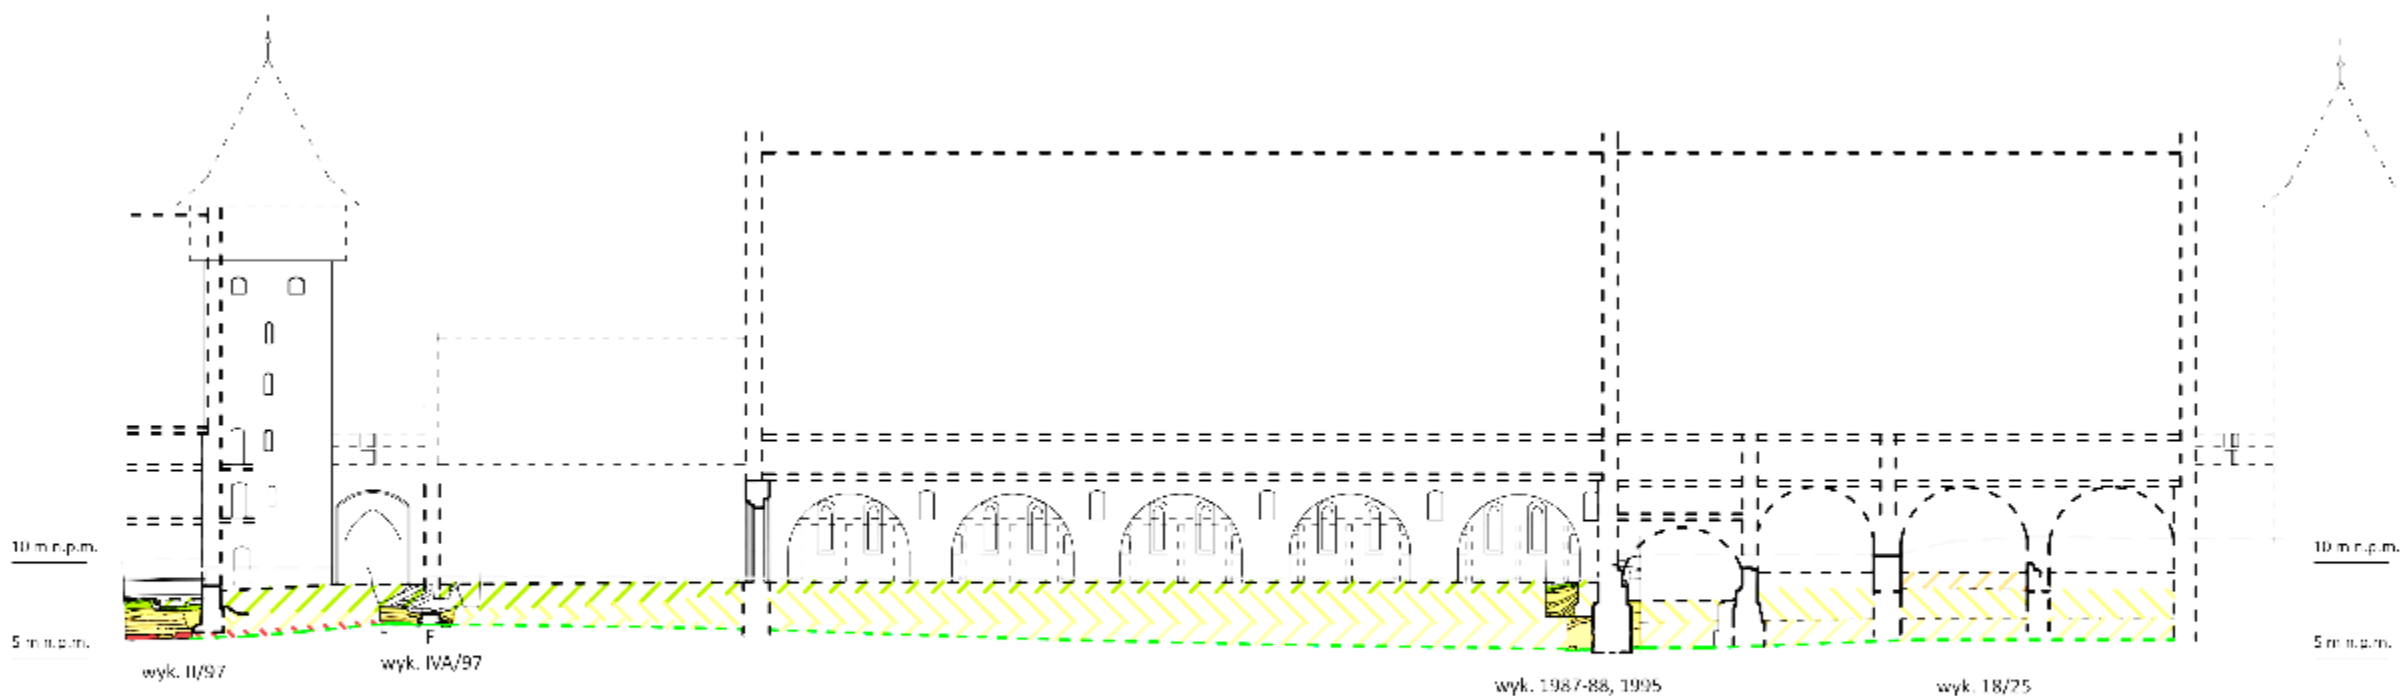 10 m n.p.m.
10 m n.p.m.
5 m n.p.m.
5 m n.p.m.
F
wyk. II/97
wyk. IVA/97
wyk. 1987-88, 1995
wyk. 18/25